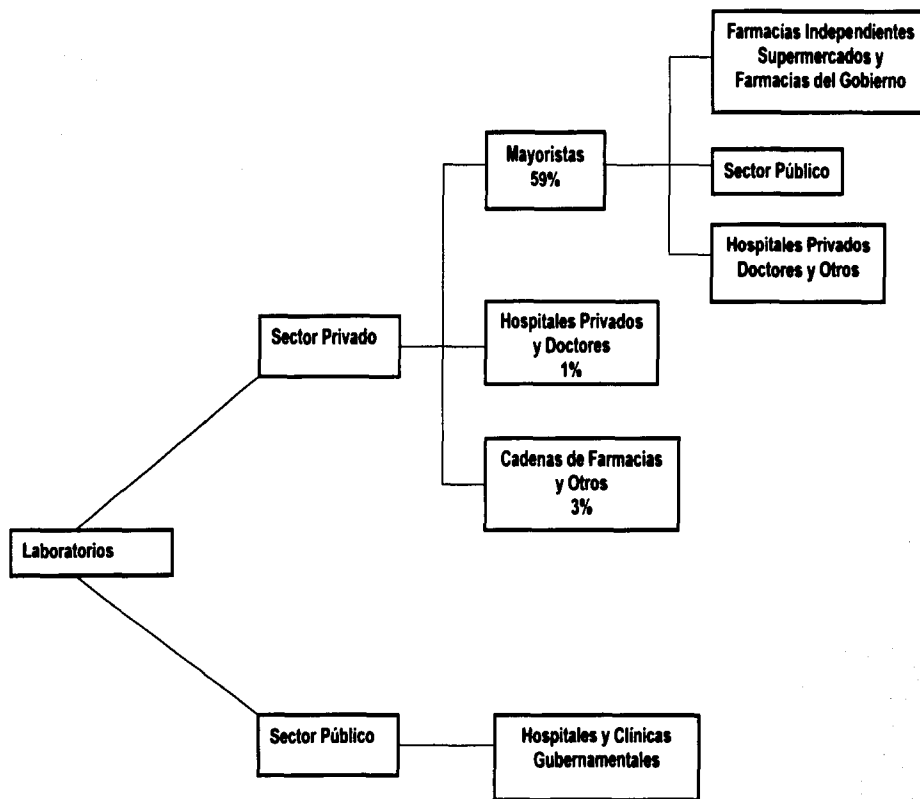 Farmacías Independientes
Supermercados y
Farmacias del Gobierno
Mayoristas
59%
Sector Público
Hospitales Privados
Doctores y Otros
Sector Privado
Hospitales Privados
y Doctores
1%
Cadenas de Farmacias
y Otros
3%
Laboratorios
Sector Público
Hospitales y Clínicas
Gubernamentales